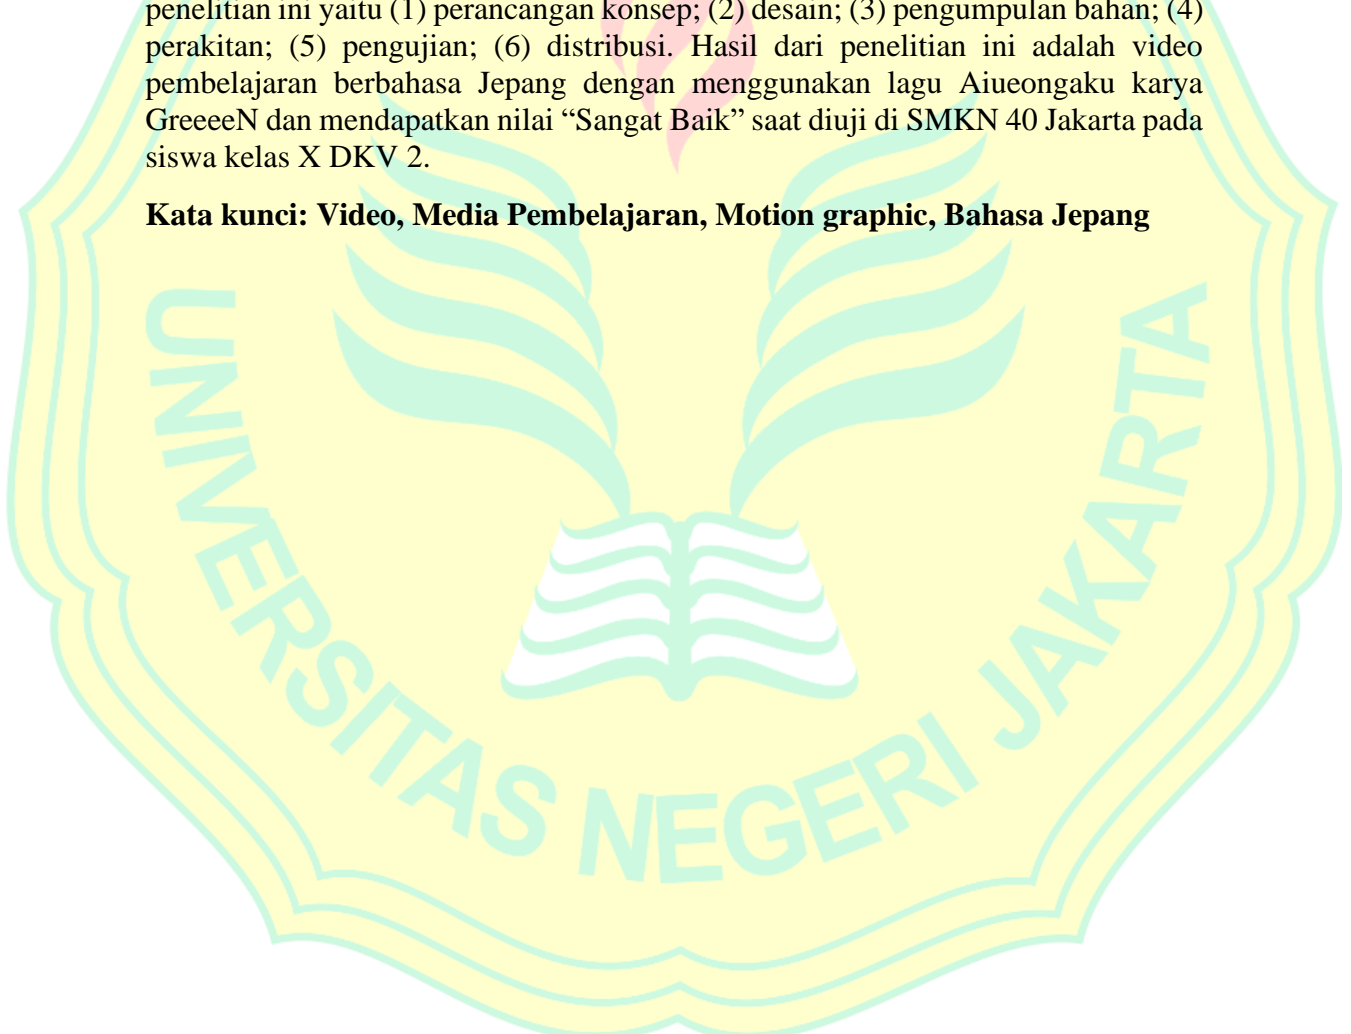 penelitian ini yaitu (1) perancangan konsep; (2) desain; (3) pengumpulan bahan; (4)
perakitan; (5) pengujian; (6) distribusi. Hasil dari penelitian ini adalah video
pembelajaran berbahasa Jepang dengan menggunakan lagu Aiueongaku karya
GreeeeN dan mendapatkan nilai “Sangat Baik” saat diuji di SMKN 40 Jakarta pada
siswa kelas X DKV 2.
Kata kunci: Video, Media Pembelajaran, Motion graphic, Bahasa Jepang
UNIVERSITAS NEGERI JAKARTA